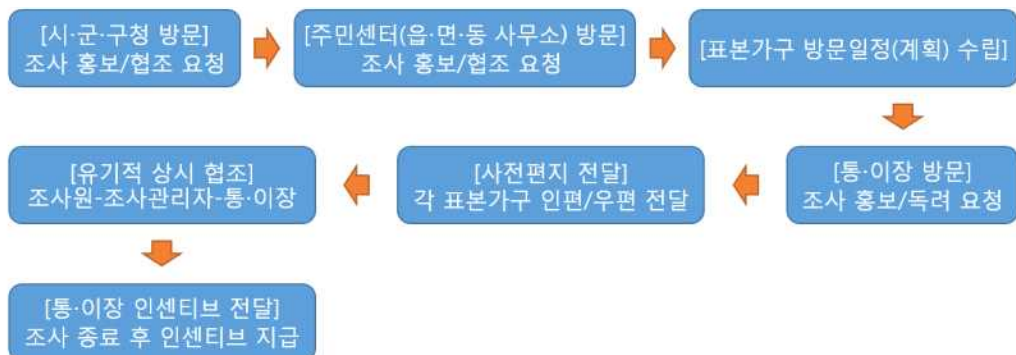 [시·군·구청 방문]
조사 홍보/협조 요청
[주민센터(읍·면·동 사무소) 방문]
조사 홍보/협조 요청
[표본가구 방문일정(계획) 수립]
[통·이장 방문]
조사 홍보/독려 요청
[사전편지 전달]
각 표본가구 인편/우편 전달
[유기적 상시 협조]
조사원-조사관리자-통·이장
[통·이장 인센티브 전달]
조사 종료 후 인센티브 지급